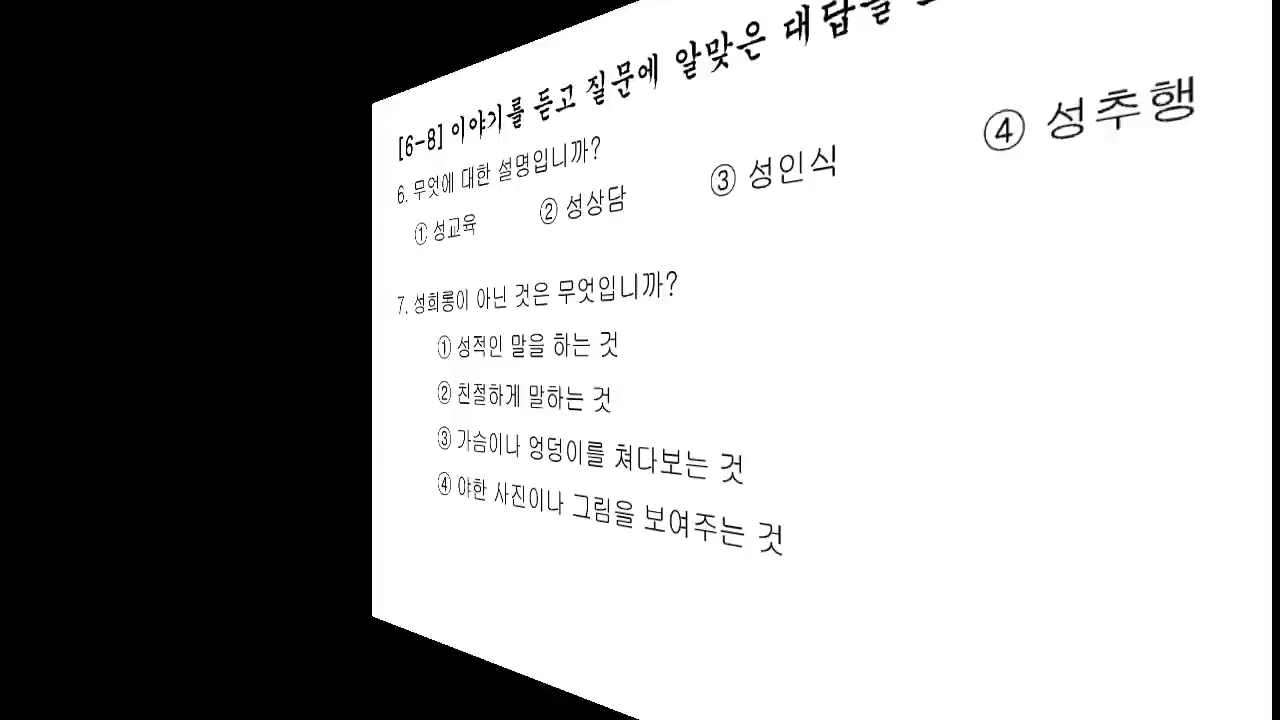 [6-8] 이야기를 듣고 질문에 알맞은 대답을
6. 무엇에 대한 설명입니까?
① 성교육 ② 성상담 ③ 성인식 ④ 성추행
7. 성희롱이 아닌 것은 무엇입니까?
① 성적인 말을 하는 것
② 친절하게 말하는 것
③ 가슴이나 엉덩이를 쳐다보는 것
④ 야한 사진이나 그림을 보여주는 것